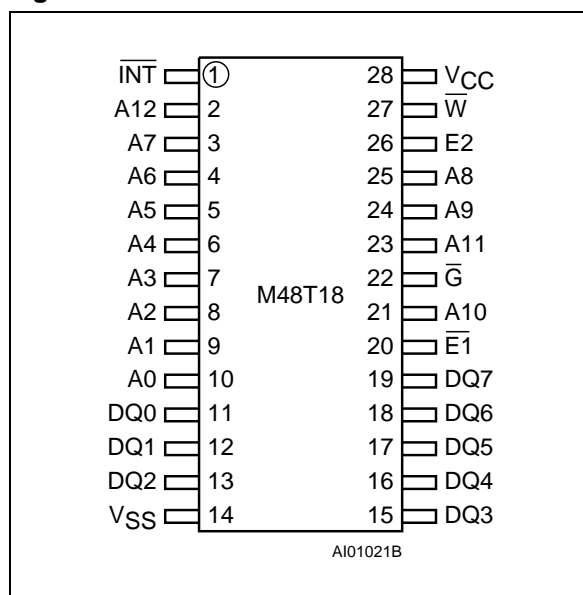 I̅N̅T̅ 1 28 VCC
A12 2 27 W̅
A7 3 26 E2
A6 4 25 A8
A5 5 24 A9
A4 6 23 A11
A3 7 22 G̅
M48T18
A2 8 21 A10
A1 9 20 E̅1̅
A0 10 19 DQ7
DQ0 11 18 DQ6
DQ1 12 17 DQ5
DQ2 13 16 DQ4
VSS 14 15 DQ3
AI01021B